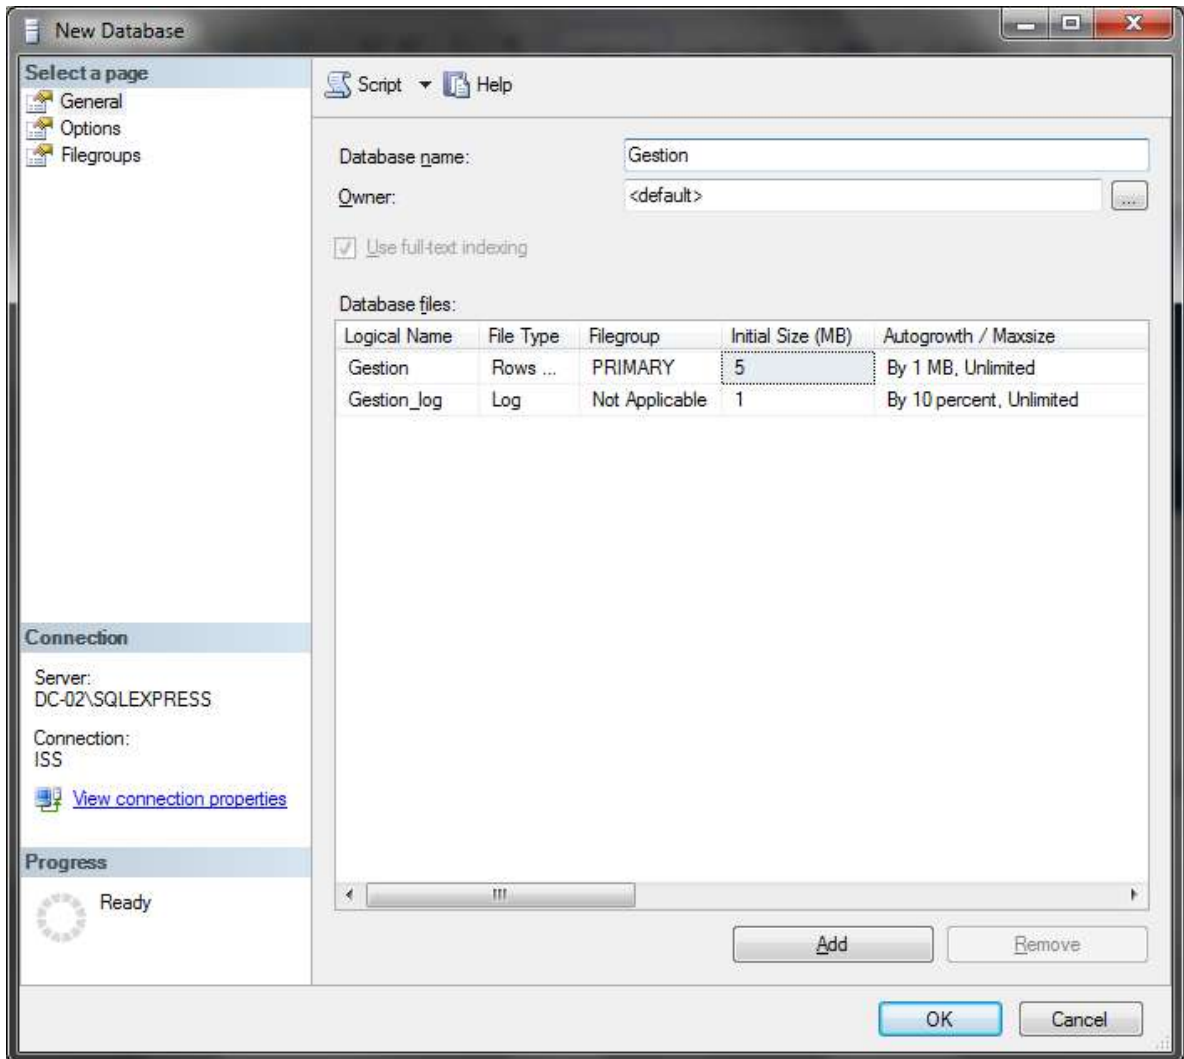 New Database
Select a page
General
Options
Filegroups
Script Help
Database name: Gestion
Owner: <default> ...
Use full-text indexing
Database files:
Logical Name File Type Filegroup Initial Size (MB) Autogrowth / Maxsize
Gestion Rows ... PRIMARY 5 By 1 MB, Unlimited
Gestion_log Log Not Applicable 1 By 10 percent, Unlimited
Connection
Server:
DC-02\SQLEXPRESS
Connection:
ISS
View connection properties
Progress
Ready
Add Remove
OK Cancel